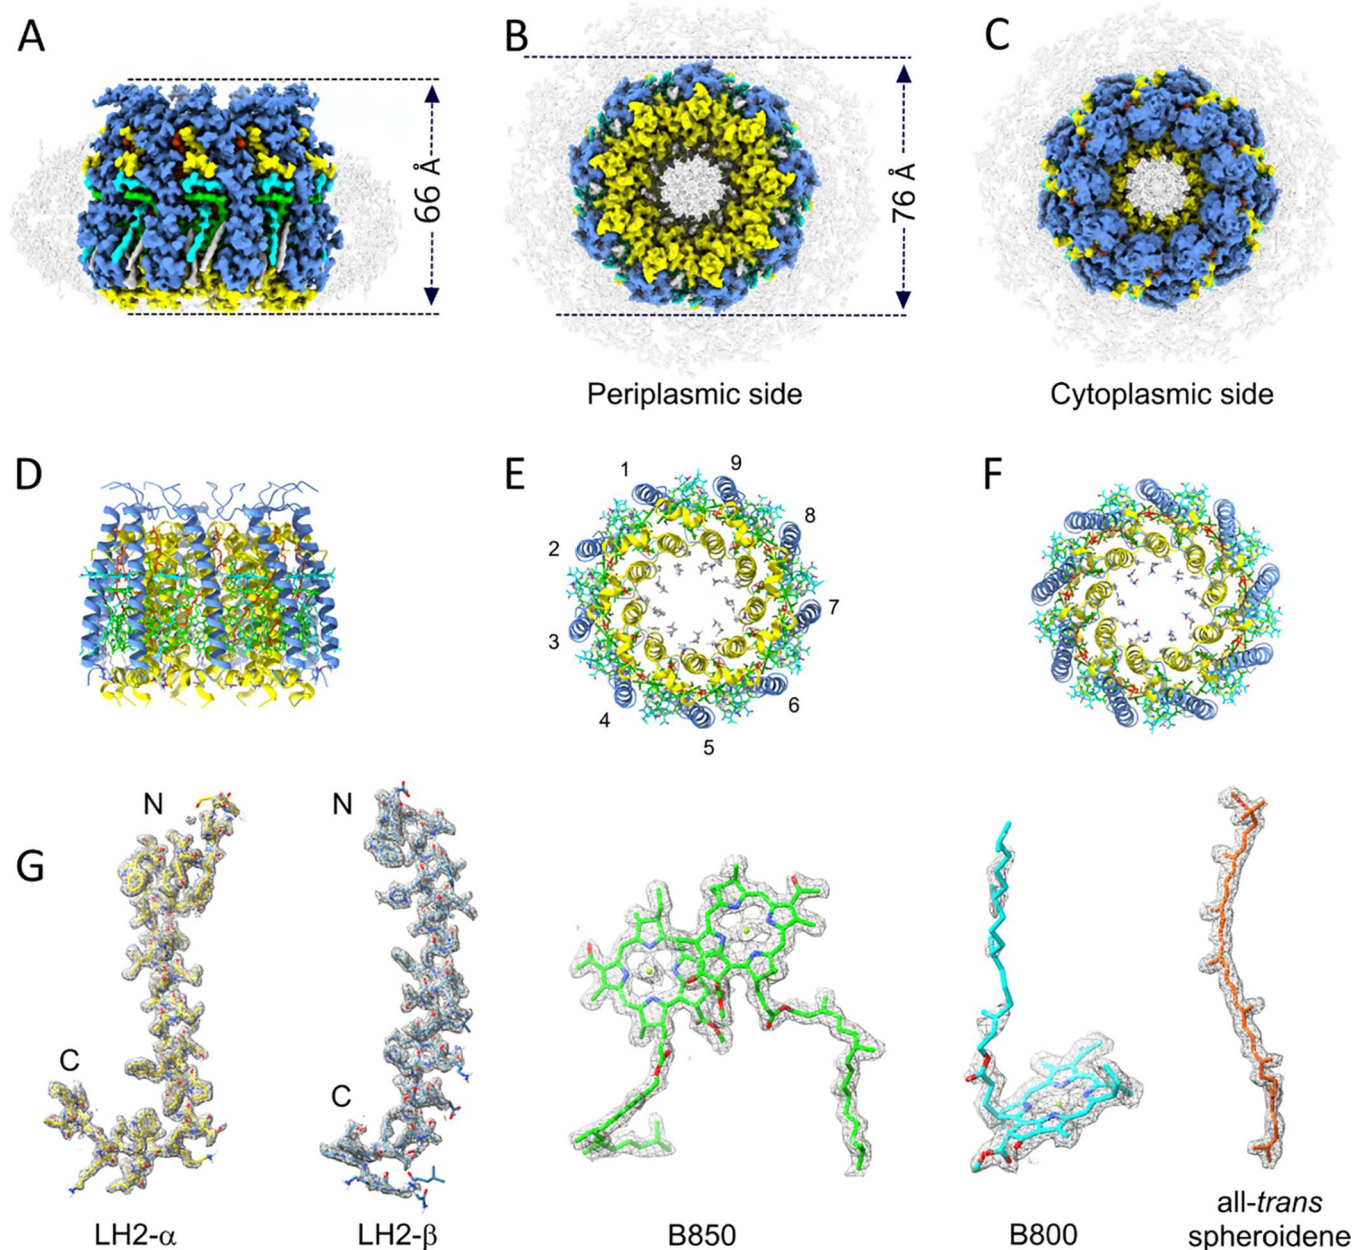 A
B
C
66 Å
76 Å
Periplasmic side
Cytoplasmic side
D
E
F
1
9
2
8
3
7
4
6
5
G
N
N
C
C
LH2-α
LH2-β
B850
B800
all-trans
spheroidene